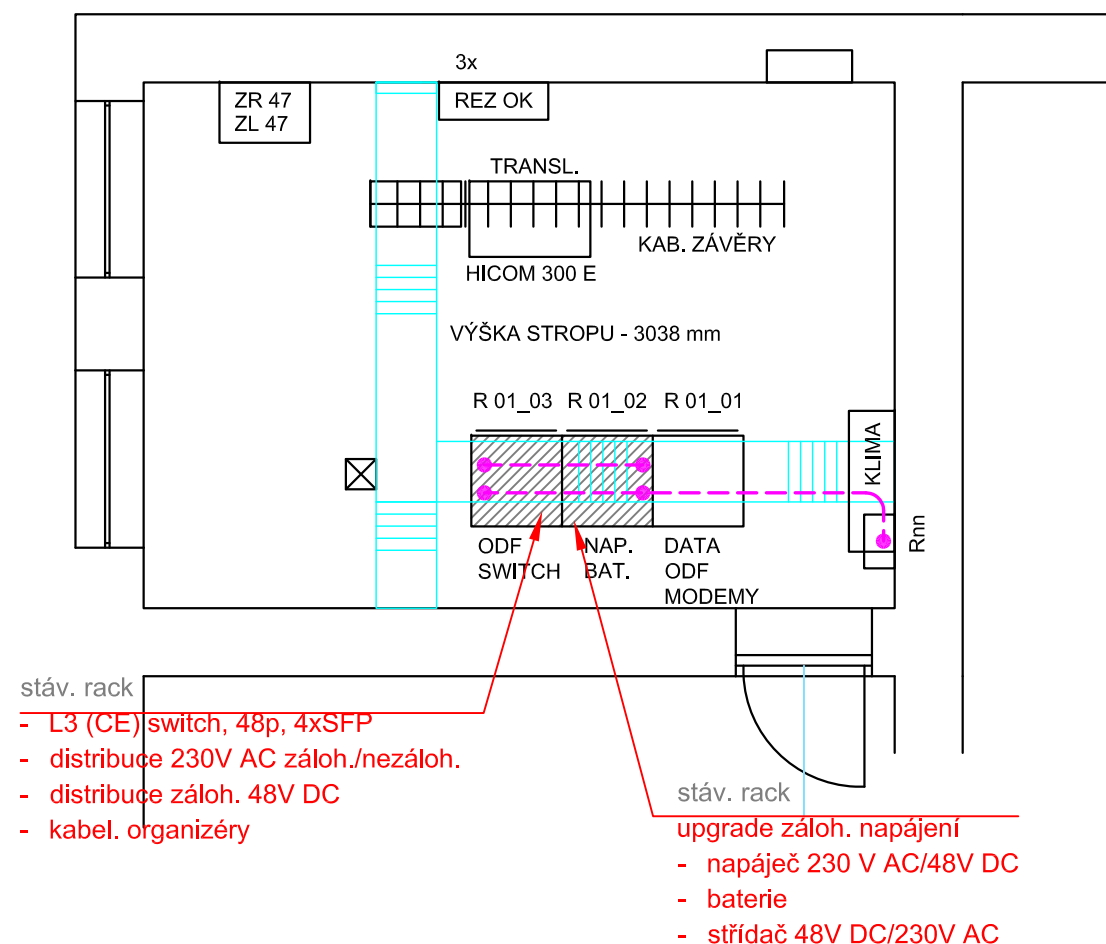 3x
ZR 47
ZL 47
REZ OK
TRANSL.
KAB. ZÁVĚRY
HICOM 300 E
VÝŠKA STROPU - 3038 mm
R 01_03 R 01_02 R 01_01
KLIMA
Rnn
ODF
SWITCH
NAP.
BAT.
DATA
ODF
MODEMY
stáv. rack
- L3 (CE) switch, 48p, 4xSFP
- distribuce 230V AC záloh./nezáloh.
- distribuce záloh. 48V DC
- kabel. organizéry
stáv. rack
upgrade záloh. napájení
- napáječ 230 V AC/48V DC
- baterie
- střídač 48V DC/230V AC